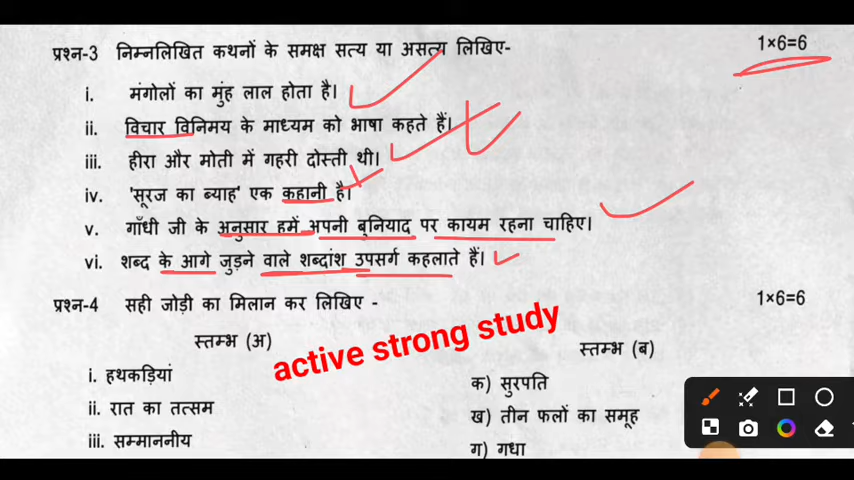 प्रश्न-3 निम्नलिखित कथनों के समक्ष सत्य या असत्य लिखिए- 1×6=6
i. मंगोलों का मुंह लाल होता है।
ii. विचार विनिमय के माध्यम को भाषा कहते हैं।
iii. हीरा और मोती में गहरी दोस्ती थी।
iv. 'सूरज का ब्याह' एक कहानी है।
v. गाँधी जी के अनुसार हमें अपनी बुनियाद पर कायम रहना चाहिए।
vi. शब्द के आगे जुड़ने वाले शब्दांश उपसर्ग कहलाते हैं।
प्रश्न-4 सही जोड़ी का मिलान कर लिखिए - 1×6=6
स्तम्भ (अ) स्तम्भ (ब)
active strong study
i. हथकड़ियां क) सुरपति
ii. रात का तत्सम ख) तीन फलों का समूह
iii. सम्माननीय ग) गधा